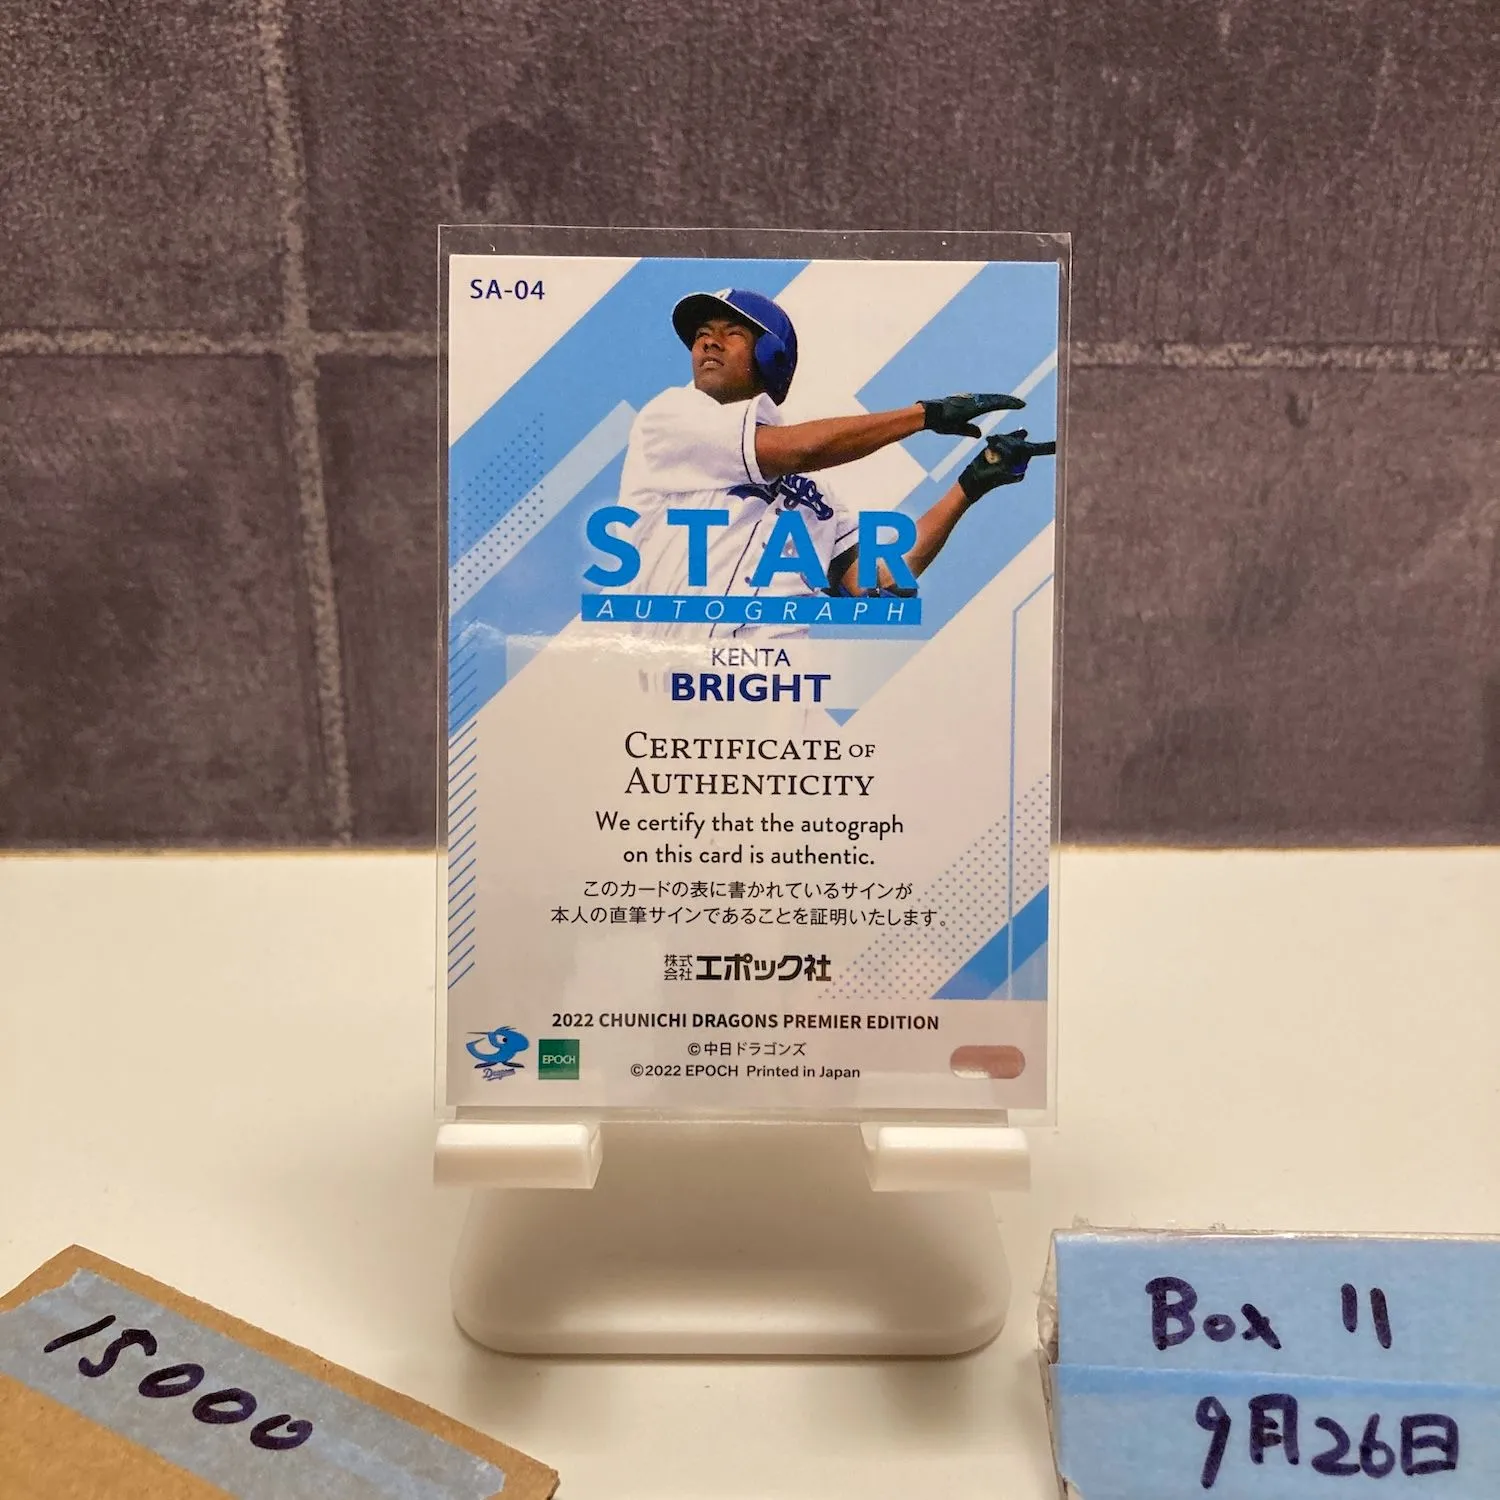 SA-04
STAR
AUTOGRAPH
KENTA
BRIGHT
CERTIFICATE OF
AUTHENTICITY
We certify that the autograph
on this card is authentic.
このカードの表に書かれているサインが
本人の直筆サインであることを証明いたします。
株式会社エポック社
2022 CHUNICHI DRAGONS PREMIER EDITION
©中日ドラゴンズ
©2022 EPOCH Printed in Japan
Dragons
EPOCH
15000
Box 11
9月26日